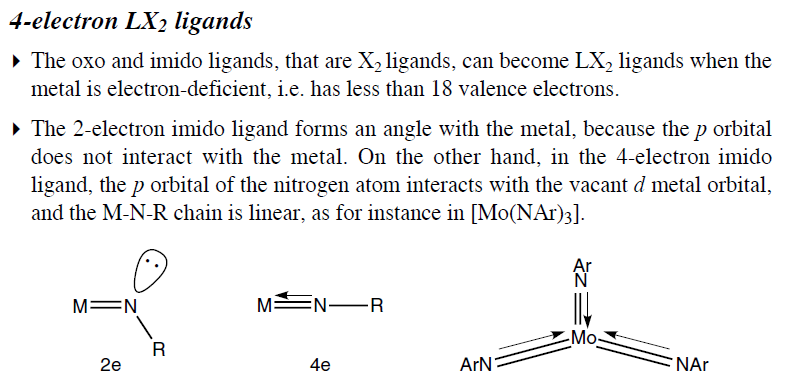 4-electron LX₂ ligands
▸ The oxo and imido ligands, that are X₂ ligands, can become LX₂ ligands when the
metal is electron-deficient, i.e. has less than 18 valence electrons.
▸ The 2-electron imido ligand forms an angle with the metal, because the p orbital
does not interact with the metal. On the other hand, in the 4-electron imido
ligand, the p orbital of the nitrogen atom interacts with the vacant d metal orbital,
and the M-N-R chain is linear, as for instance in [Mo(NAr)₃].
M=N
R
2e
M=N—R
4e
Ar
N
Mo
ArN
NAr